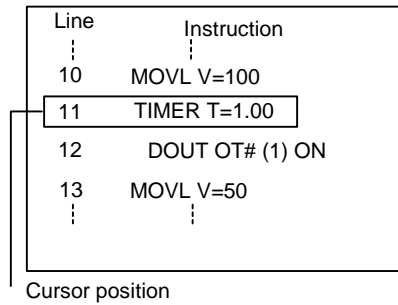 Line Instruction
10 MOVL V=100
11 TIMER T=1.00
12 DOUT OT# (1) ON
13 MOVL V=50
Cursor position